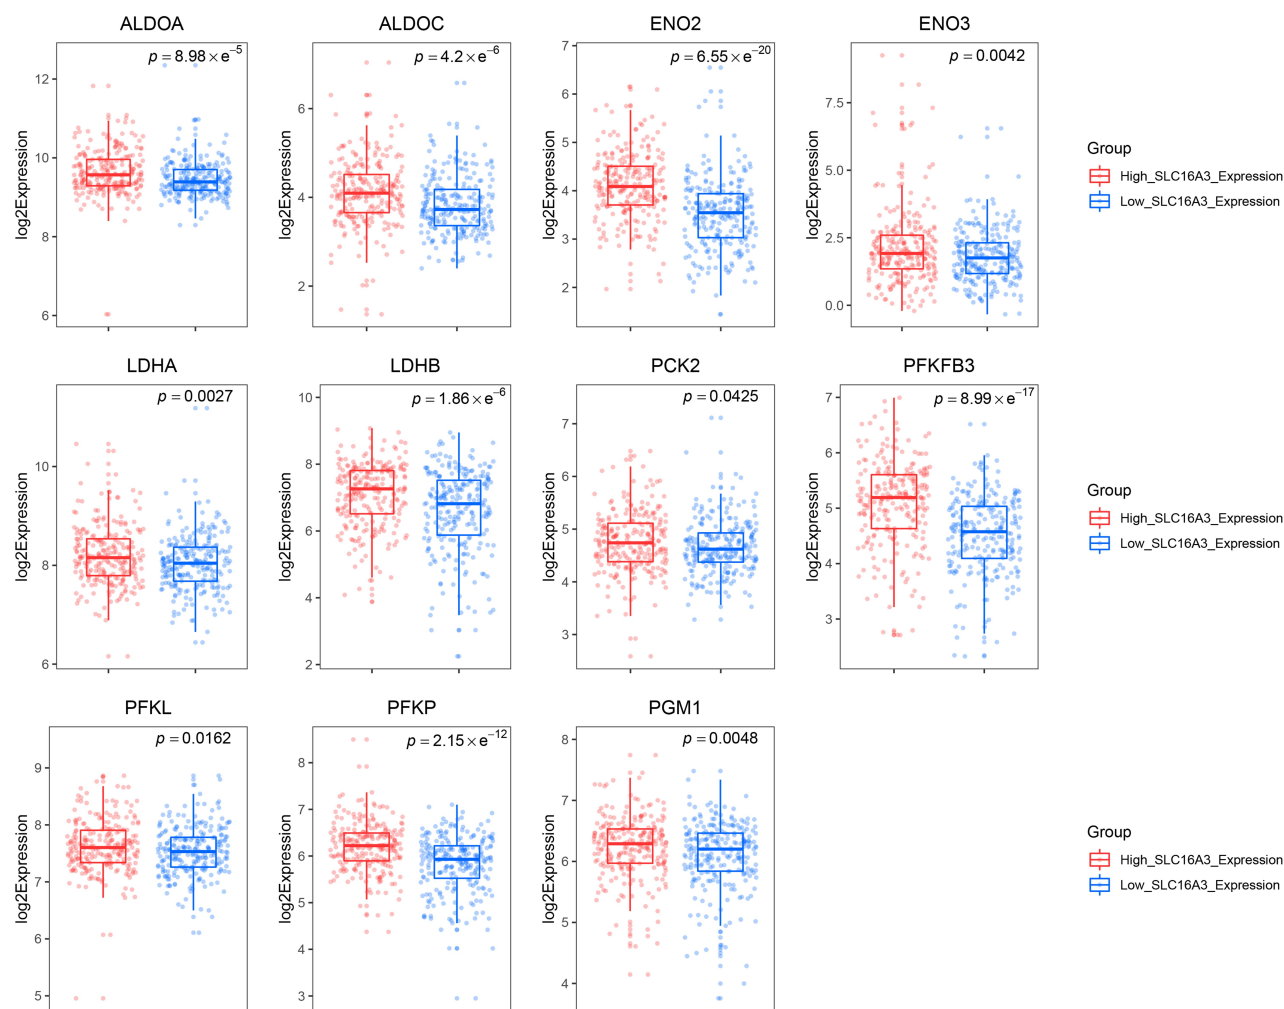 ALDOA
ALDOC
ENO2
ENO3
p = 8.98×e⁻⁵
p = 4.2×e⁻⁶
p = 6.55×e⁻²⁰
p = 0.0042
log2Expression
12
10
8
6
log2Expression
6
4
2
log2Expression
7
6
5
4
3
2
log2Expression
7.5
5.0
2.5
0.0
Group
High_SLC16A3_Expression
Low_SLC16A3_Expression
LDHA
LDHB
PCK2
PFKFB3
p = 0.0027
p = 1.86×e⁻⁶
p = 0.0425
p = 8.99×e⁻¹⁷
log2Expression
10
8
6
log2Expression
10
8
6
4
2
log2Expression
7
6
5
4
3
log2Expression
7
6
5
4
3
Group
High_SLC16A3_Expression
Low_SLC16A3_Expression
PFKL
PFKP
PGM1
p = 0.0162
p = 2.15×e⁻¹²
p = 0.0048
log2Expression
9
8
7
6
5
log2Expression
8
7
6
5
4
3
log2Expression
8
7
6
5
4
Group
High_SLC16A3_Expression
Low_SLC16A3_Expression